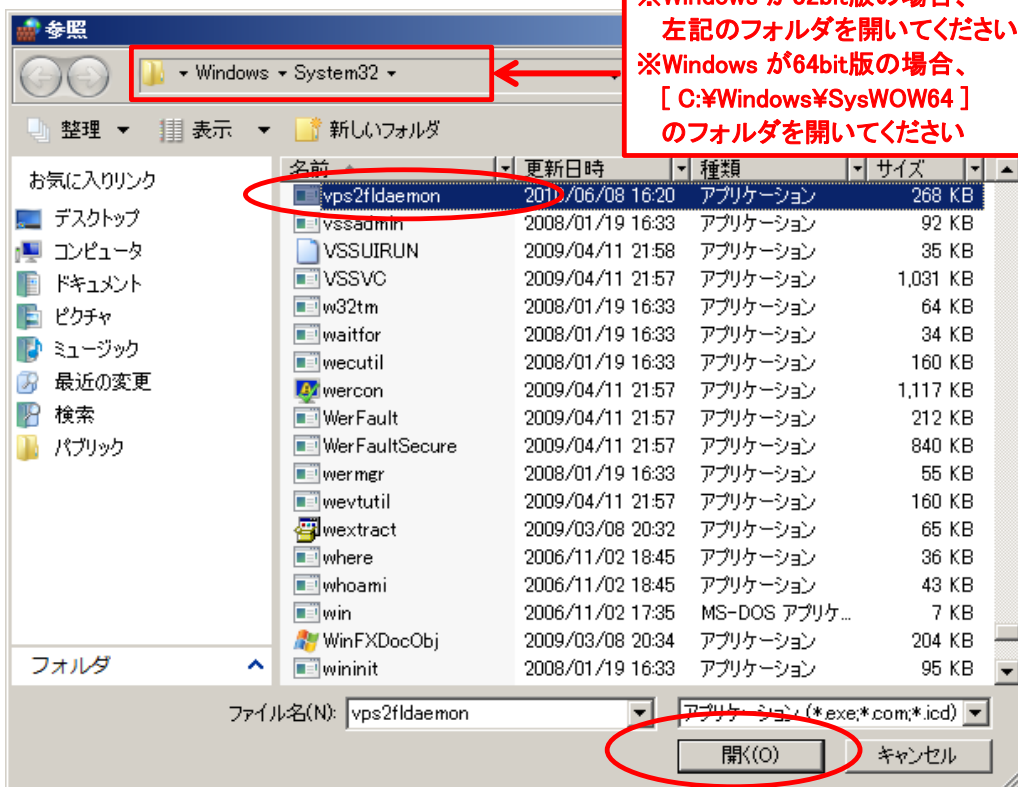 ※Windows が32bit版の場合、
左記のフォルダを開いてください
※Windows が64bit版の場合、
[ C:¥Windows¥SysWOW64 ]
のフォルダを開いてください
参照
Windows System32
整理 表示 新しいフォルダ
お気に入りリンク
デスクトップ
コンピュータ
ドキュメント
ピクチャ
ミュージック
最近の変更
検索
パブリック
フォルダ
名前 更新日時 種類 サイズ
vps2fldaemon 2010/06/08 16:20 アプリケーション 268 KB
vssadmin 2008/01/19 16:33 アプリケーション 92 KB
VSSUIRUN 2009/04/11 21:58 アプリケーション 35 KB
VSSVC 2009/04/11 21:57 アプリケーション 1,031 KB
w32tm 2008/01/19 16:33 アプリケーション 64 KB
waitfor 2008/01/19 16:33 アプリケーション 34 KB
wecutil 2008/01/19 16:33 アプリケーション 160 KB
wercon 2009/04/11 21:57 アプリケーション 1,117 KB
WerFault 2009/04/11 21:57 アプリケーション 212 KB
WerFaultSecure 2009/04/11 21:57 アプリケーション 840 KB
wermgr 2008/01/19 16:33 アプリケーション 55 KB
wevtutil 2009/04/11 21:57 アプリケーション 160 KB
wextract 2009/03/08 20:32 アプリケーション 65 KB
where 2006/11/02 18:45 アプリケーション 36 KB
whoami 2006/11/02 18:45 アプリケーション 43 KB
win 2006/11/02 17:35 MS-DOS アプリケ... 7 KB
WinFXDocObj 2009/03/08 20:34 アプリケーション 204 KB
wininit 2008/01/19 16:33 アプリケーション 95 KB
ファイル名(N): vps2fldaemon アプリケーション (*.exe;*.com;*.icd)
開く(O) キャンセル